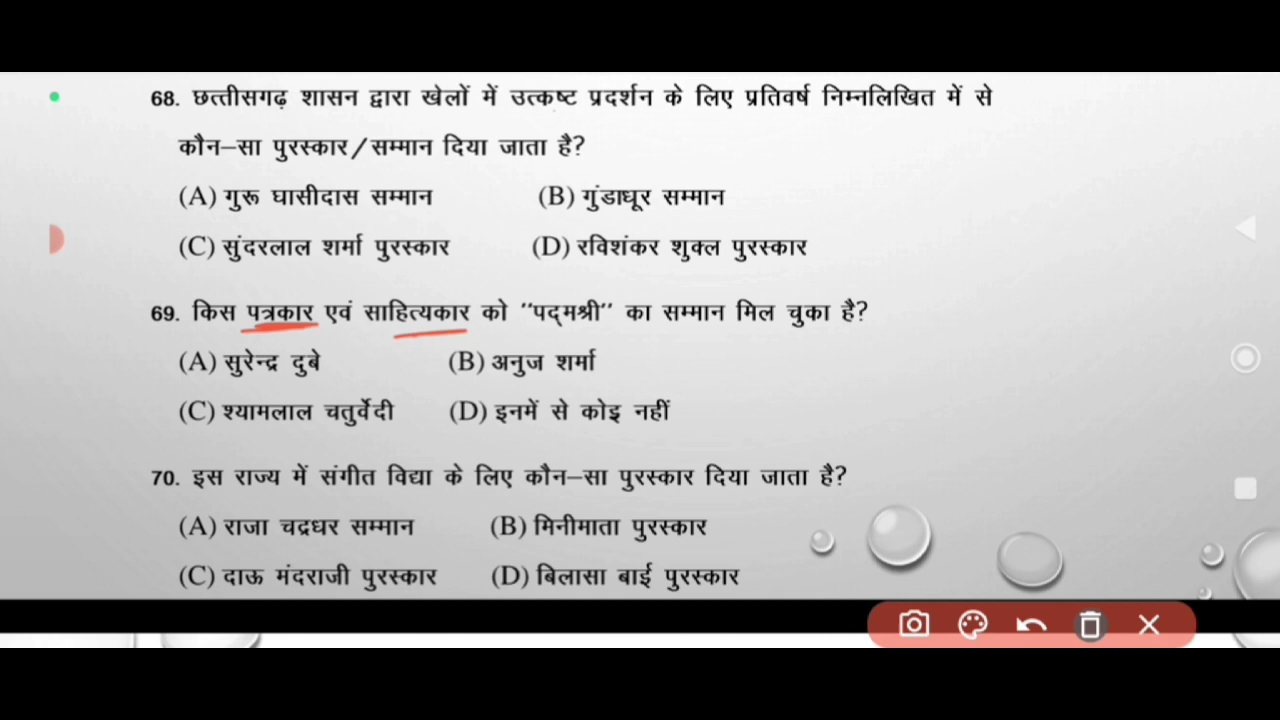 68. छत्तीसगढ़ शासन द्वारा खेलों में उत्कष्ट प्रदर्शन के लिए प्रतिवर्ष निम्नलिखित में से
कौन–सा पुरस्कार/सम्मान दिया जाता है?
(A) गुरू घासीदास सम्मान (B) गुंडाधूर सम्मान
(C) सुंदरलाल शर्मा पुरस्कार (D) रविशंकर शुक्ल पुरस्कार
69. किस पत्रकार एवं साहित्यकार को "पद्मश्री" का सम्मान मिल चुका है?
(A) सुरेन्द्र दुबे (B) अनुज शर्मा
(C) श्यामलाल चतुर्वेदी (D) इनमें से कोइ नहीं
70. इस राज्य में संगीत विद्या के लिए कौन–सा पुरस्कार दिया जाता है?
(A) राजा चद्रधर सम्मान (B) मिनीमाता पुरस्कार
(C) दाऊ मंदराजी पुरस्कार (D) बिलासा बाई पुरस्कार